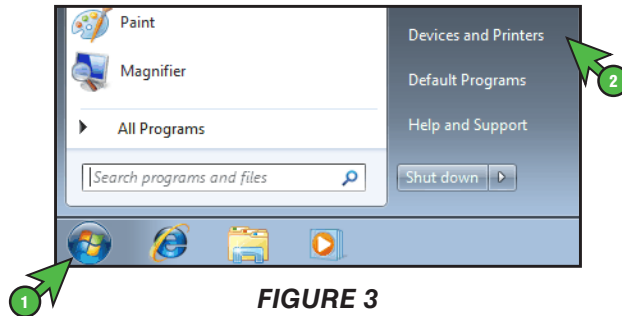 Paint
Magnifier
All Programs
Search programs and files
Devices and Printers
Default Programs
Help and Support
Shut down
2
1
FIGURE 3